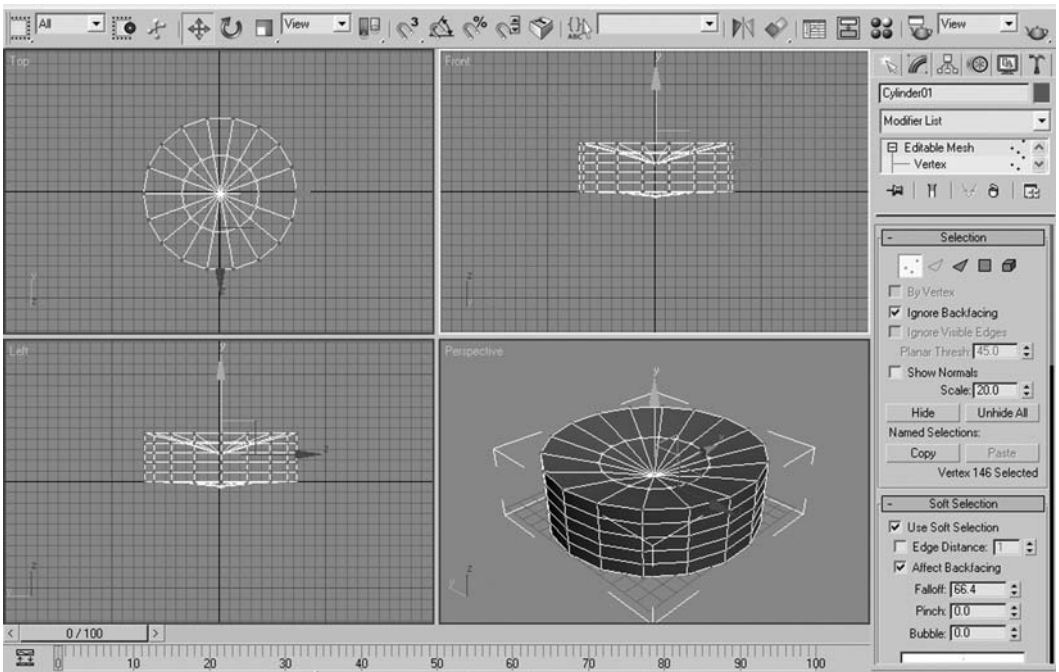 All
View
3
%
{}
ABC
View
Top
y
z
z
Front
y
z
Left
y
z
z
Perspective
y
z
y
Cylinder01
Modifier List
Editable Mesh
Vertex
- Selection
By Vertex
Ignore Backfacing
Ignore Visible Edges
Planar Thresh: 45.0
Show Normals
Scale: 20.0
Hide Unhide All
Named Selections:
Copy Paste
Vertex 146 Selected
- Soft Selection
Use Soft Selection
Edge Distance: 1
Affect Backfacing
Falloff: 66.4
Pinch: 0.0
Bubble: 0.0
< 0 / 100 >
0 10 20 30 40 50 60 70 80 90 100